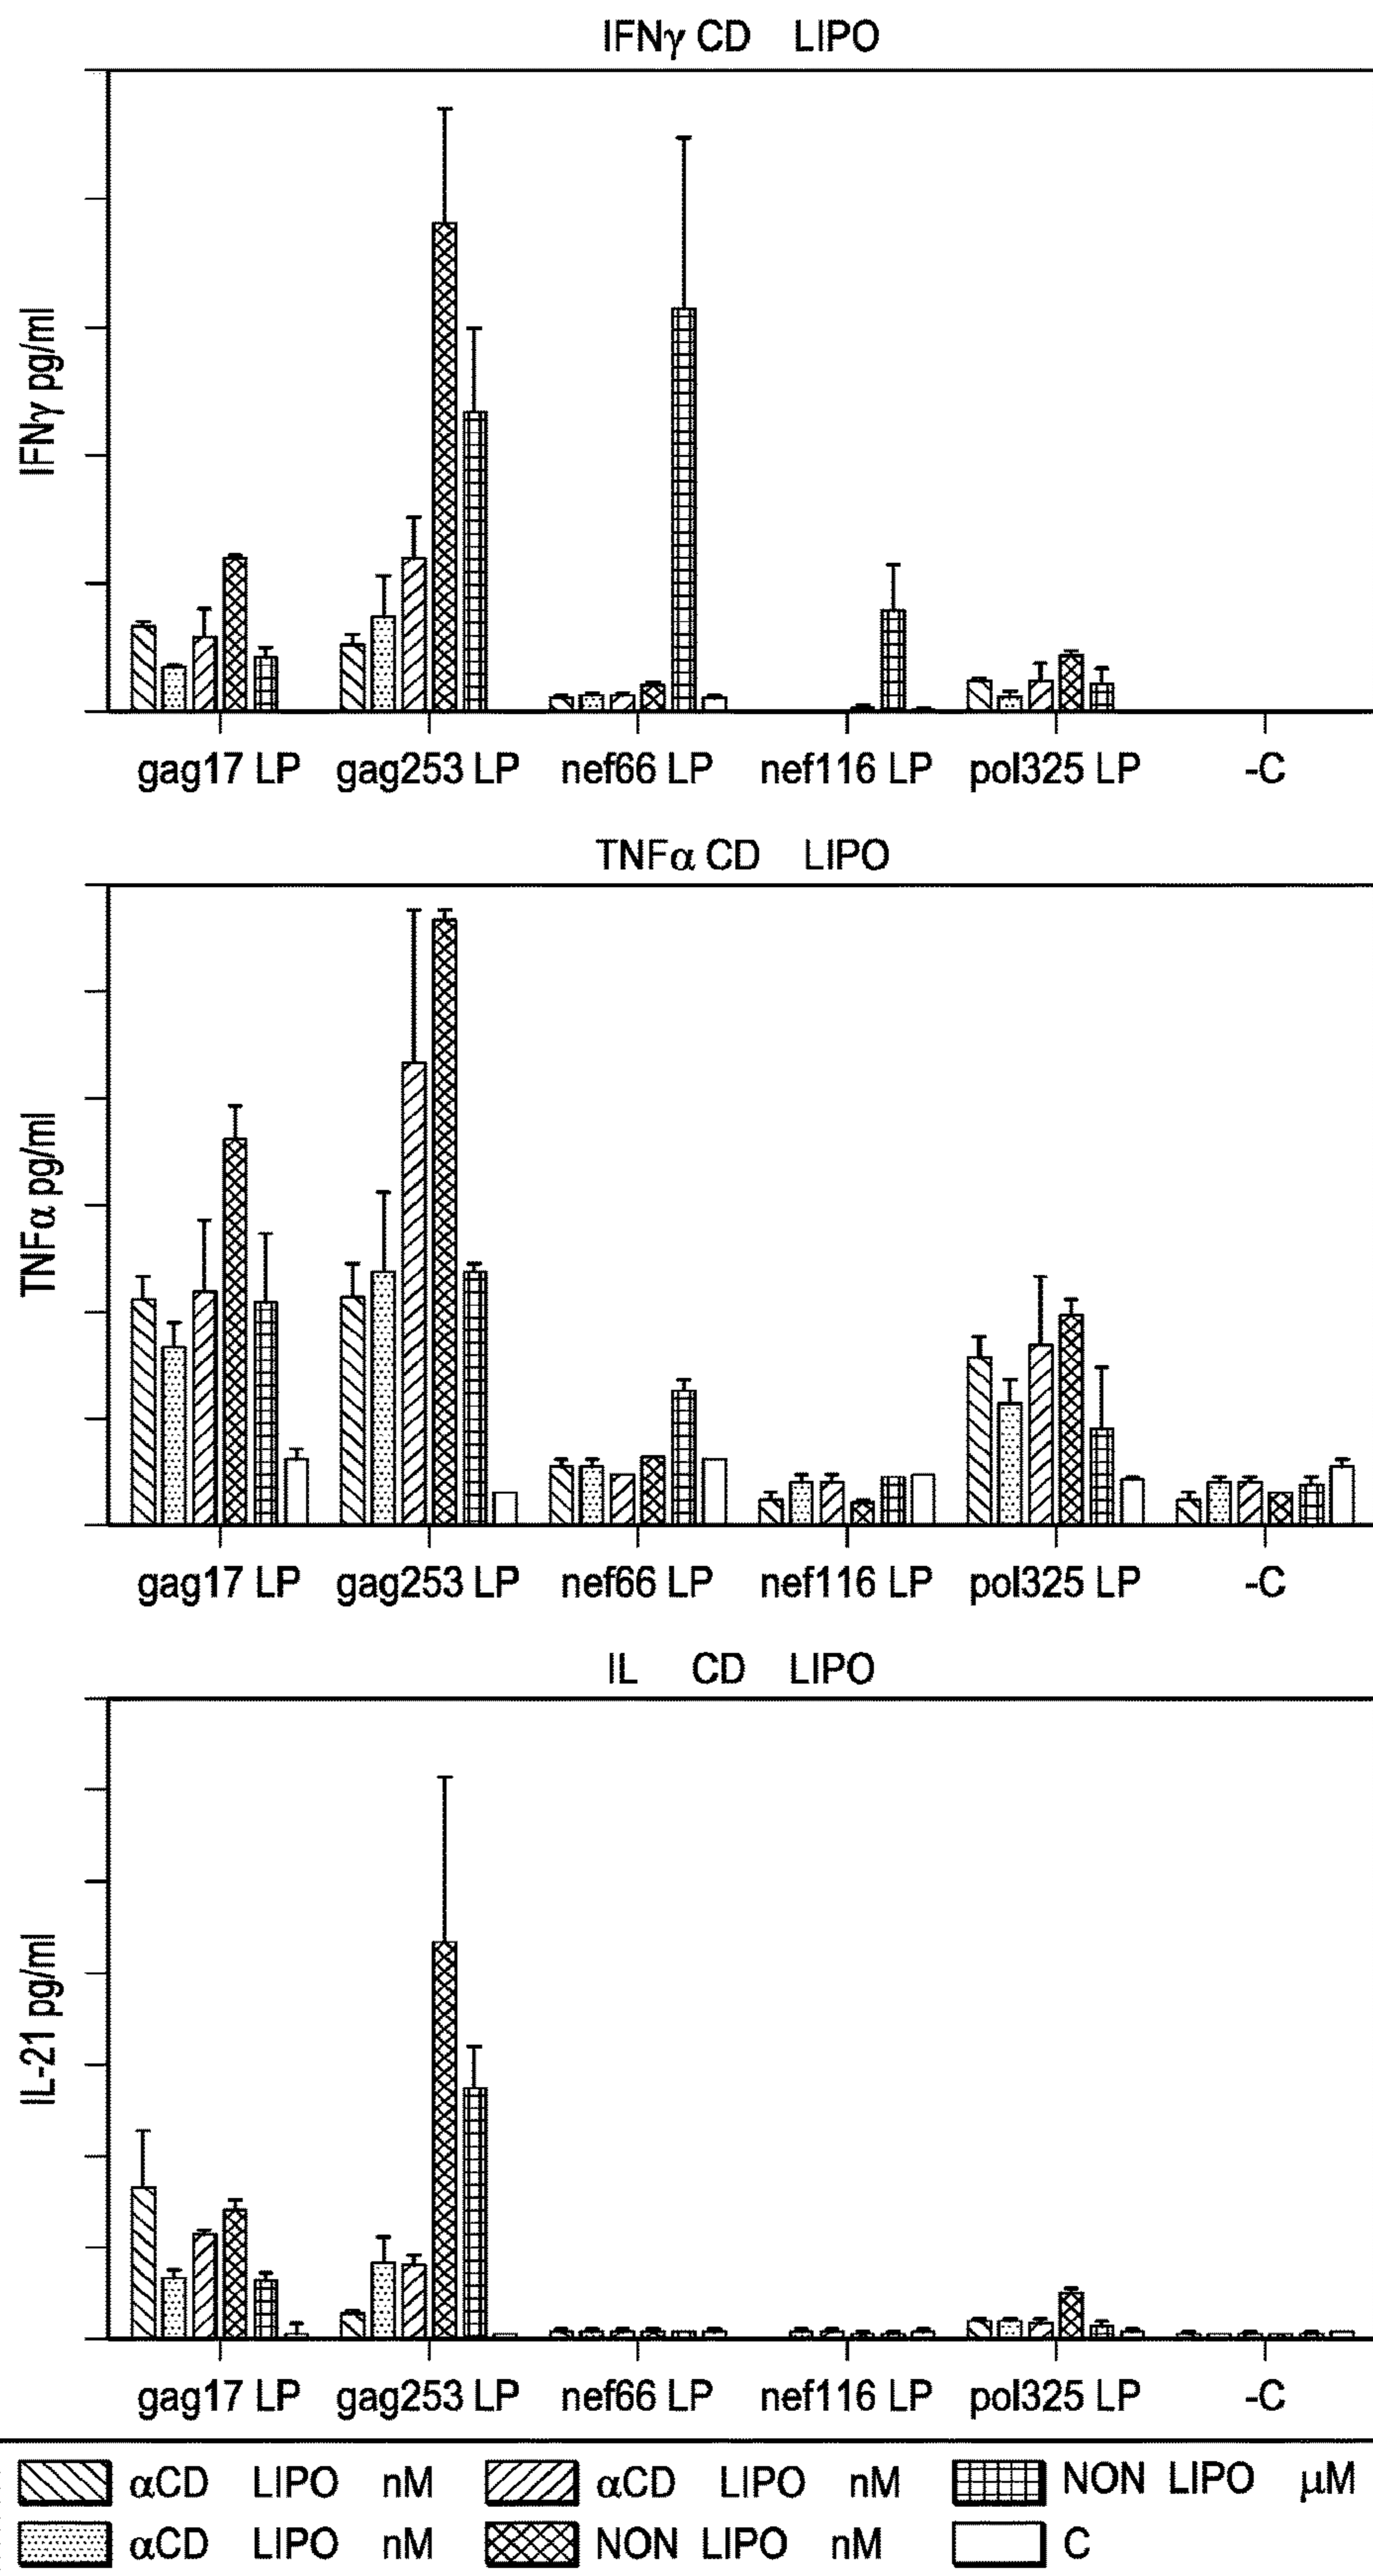 IFNγ CD LIPO
IFNγ pg/ml
gag17 LP gag253 LP nef66 LP nef116 LP pol325 LP -C
TNFα CD LIPO
TNFα pg/ml
gag17 LP gag253 LP nef66 LP nef116 LP pol325 LP -C
IL CD LIPO
IL-21 pg/ml
gag17 LP gag253 LP nef66 LP nef116 LP pol325 LP -C
αCD LIPO nM αCD LIPO nM NON LIPO μM
αCD LIPO nM NON LIPO nM C